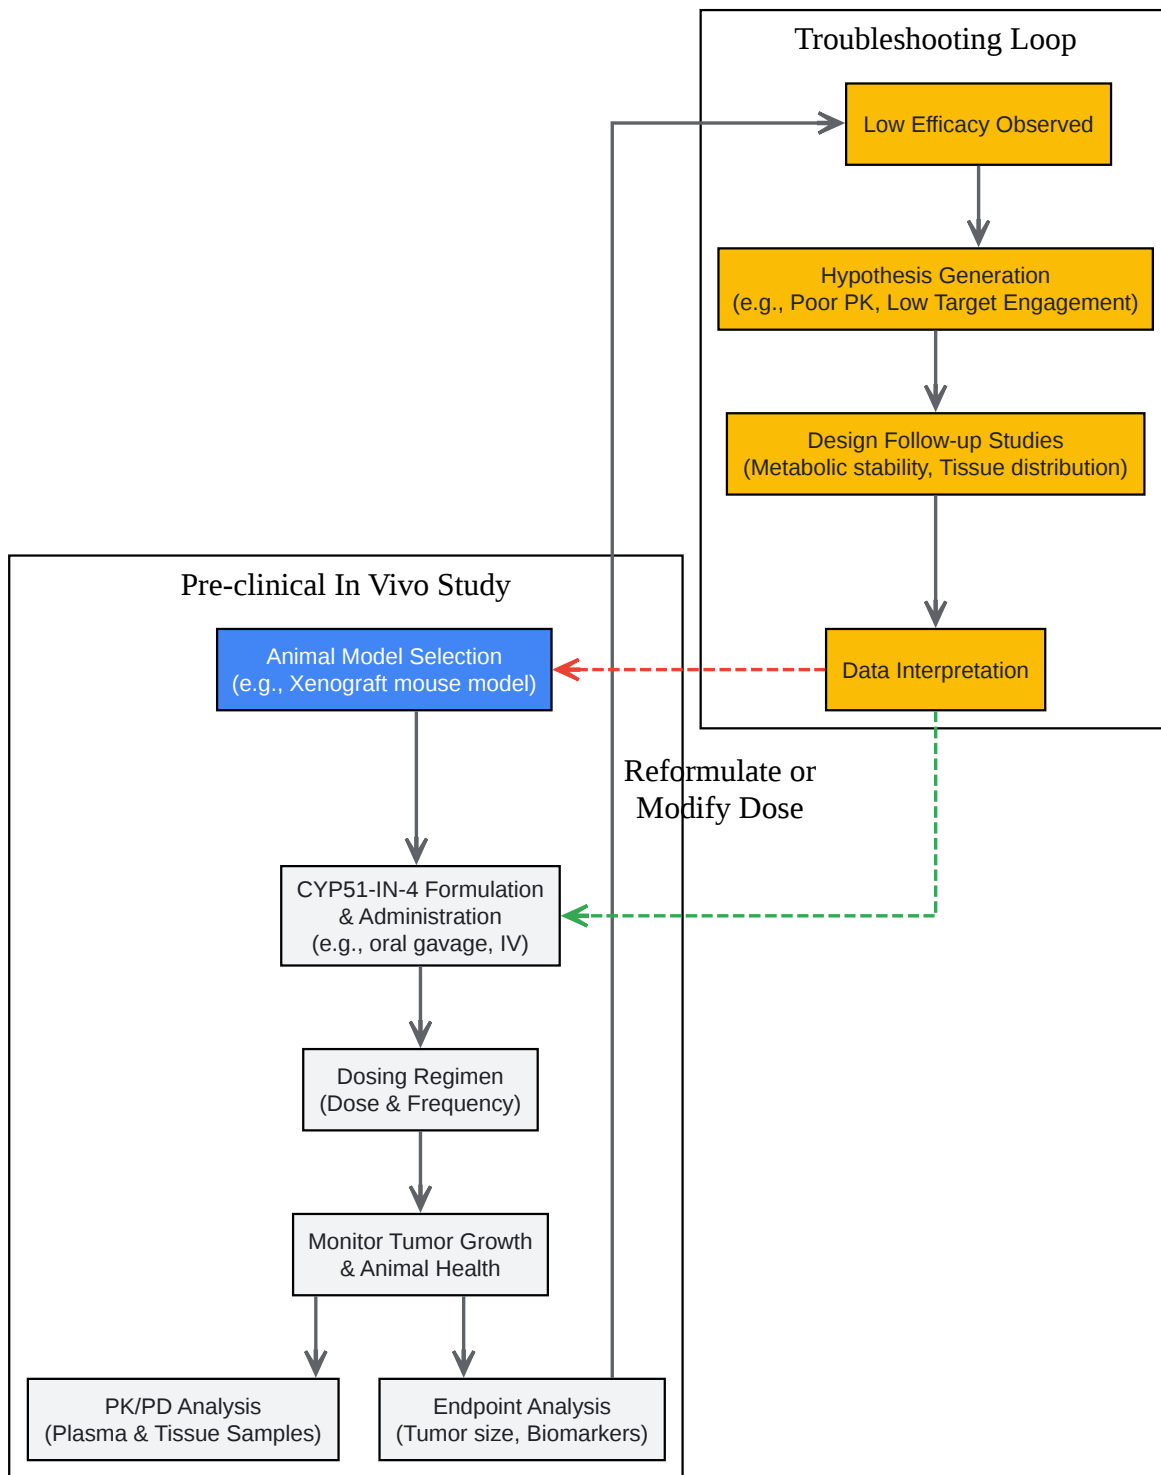 Troubleshooting Loop
Low Efficacy Observed
Hypothesis Generation
(e.g., Poor PK, Low Target Engagement)
Design Follow-up Studies
(Metabolic stability, Tissue distribution)
Data Interpretation
Pre-clinical In Vivo Study
Animal Model Selection
(e.g., Xenograft mouse model)
Reformulate or
Modify Dose
CYP51-IN-4 Formulation
& Administration
(e.g., oral gavage, IV)
Dosing Regimen
(Dose & Frequency)
Monitor Tumor Growth
& Animal Health
PK/PD Analysis
(Plasma & Tissue Samples)
Endpoint Analysis
(Tumor size, Biomarkers)